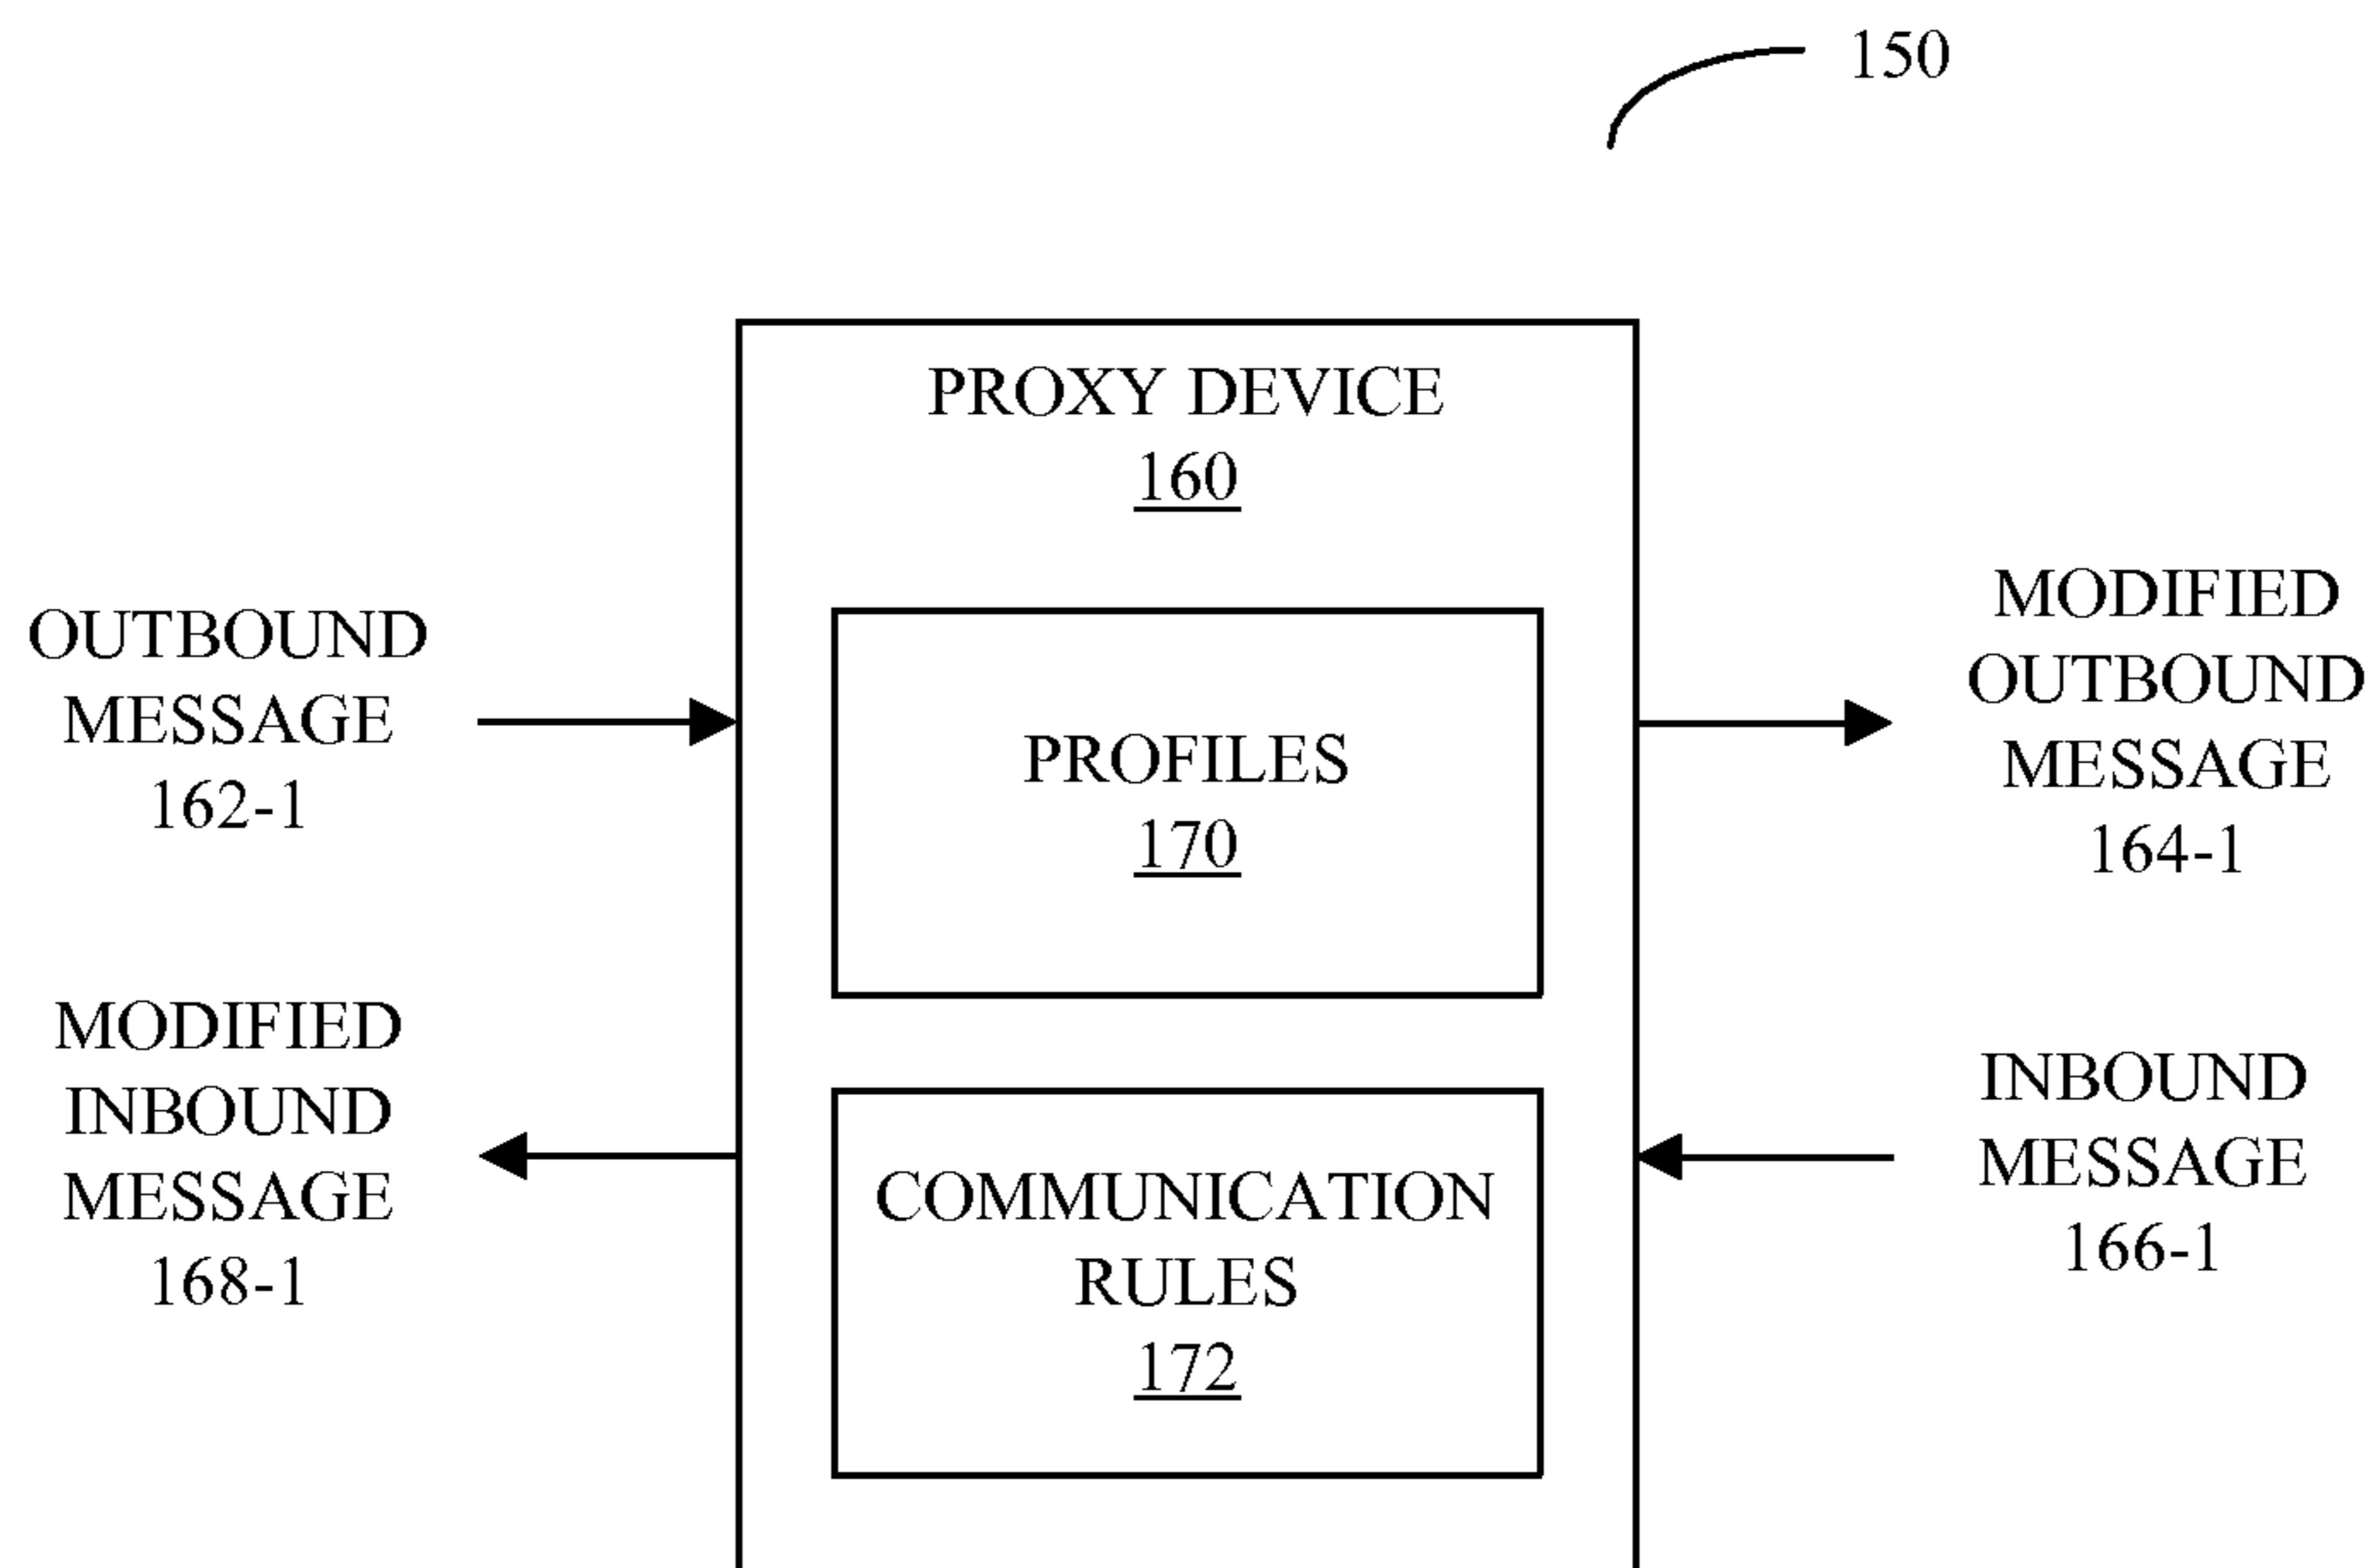 150
PROXY DEVICE
160
OUTBOUND
MESSAGE
162-1
PROFILES
170
MODIFIED
OUTBOUND
MESSAGE
164-1
MODIFIED
INBOUND
MESSAGE
168-1
COMMUNICATION
RULES
172
INBOUND
MESSAGE
166-1